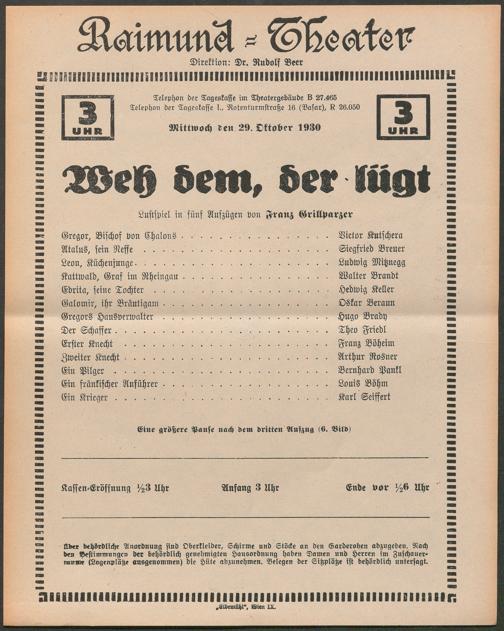 Raimund-Theater
Direktion: Dr. Rudolf Beer
3 UHR
Telephon der Tageskasse im Theatergebäude B 27.465
Telephon der Tageskasse I., Rotenturmstraße 16 (Basar), R 26.050
Mittwoch den 29. Oktober 1930
3 UHR
Weh dem, der lügt
Lustspiel in fünf Aufzügen von Franz Grillparzer
Gregor, Bischof von Chalons . . . . . . . . . . . . Victor Kutschera
Atalus, sein Neffe . . . . . . . . . . . . Siegfried Breuer
Leon, Küchenjunge . . . . . . . . . . . . Ludwig
Kattwald, Graf im Rheingau . . . . . . . . . . . . Walter Brandt
Edrita, seine Tochter . . . . . . . . . . . . Hedwig Keller
Galomir, ihr Bräutigam . . . . . . . . . . . . Oskar Beraun
Gregors Hausverwalter . . . . . . . . . . . . Hugo Brady
Der Schaffer . . . . . . . . . . . . Theo Friedl
Erster Knecht . . . . . . . . . . . . Franz Böheim
Zweiter Knecht . . . . . . . . . . . . Arthur Rosner
Ein Pilger . . . . . . . . . . . . Bernhard Pankl
Ein fränkischer Anführer . . . . . . . . . . . . Louis Böhm
Ein Krieger . . . . . . . . . . . . Karl Seiffert
Eine größere Pause nach dem dritten Aufzug (6. Bild)
Kassen-Eröffnung ½3 Uhr Anfang 3 Uhr Ende vor ½6 Uhr
Über behördliche Anordnung sind Oberkleider, Schirme und Stöcke an den Garderoben abzugeben. Nach
den Bestimmungen der behördlich genehmigten Hausordnung haben Damen und Herren im Zuschauer-
raume (Logenplätze ausgenommen) die Hüte abzunehmen. Belegen der Sitzplätze ist behördlich untersagt.
„Elbemühl", Wien IX.